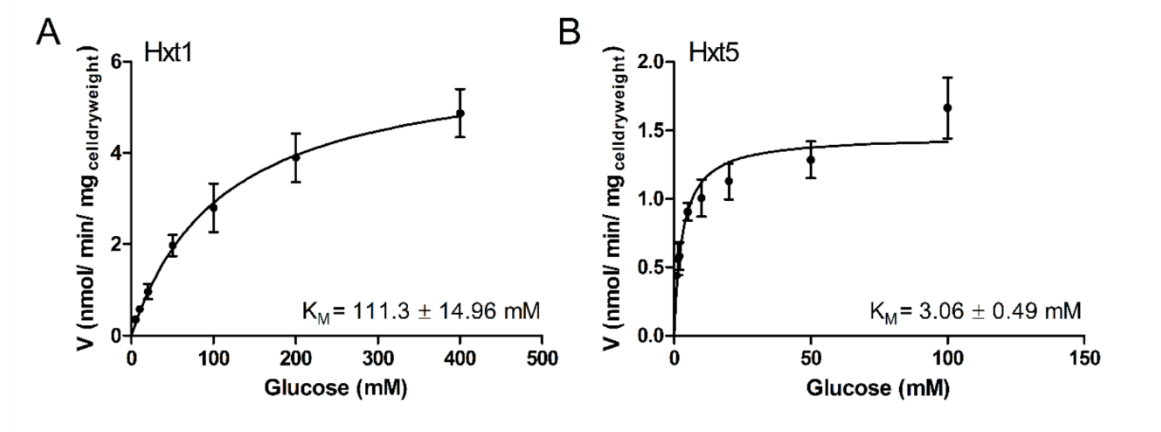 A
Hxt1
V (nmol/ min/ mg celldryweight)
6
4
2
0
0 100 200 300 400 500
Glucose (mM)
KM = 111.3 ± 14.96 mM
B
Hxt5
V (nmol/ min/ mg celldryweight)
2.0
1.5
1.0
0.5
0.0
0 50 100 150
Glucose (mM)
KM = 3.06 ± 0.49 mM